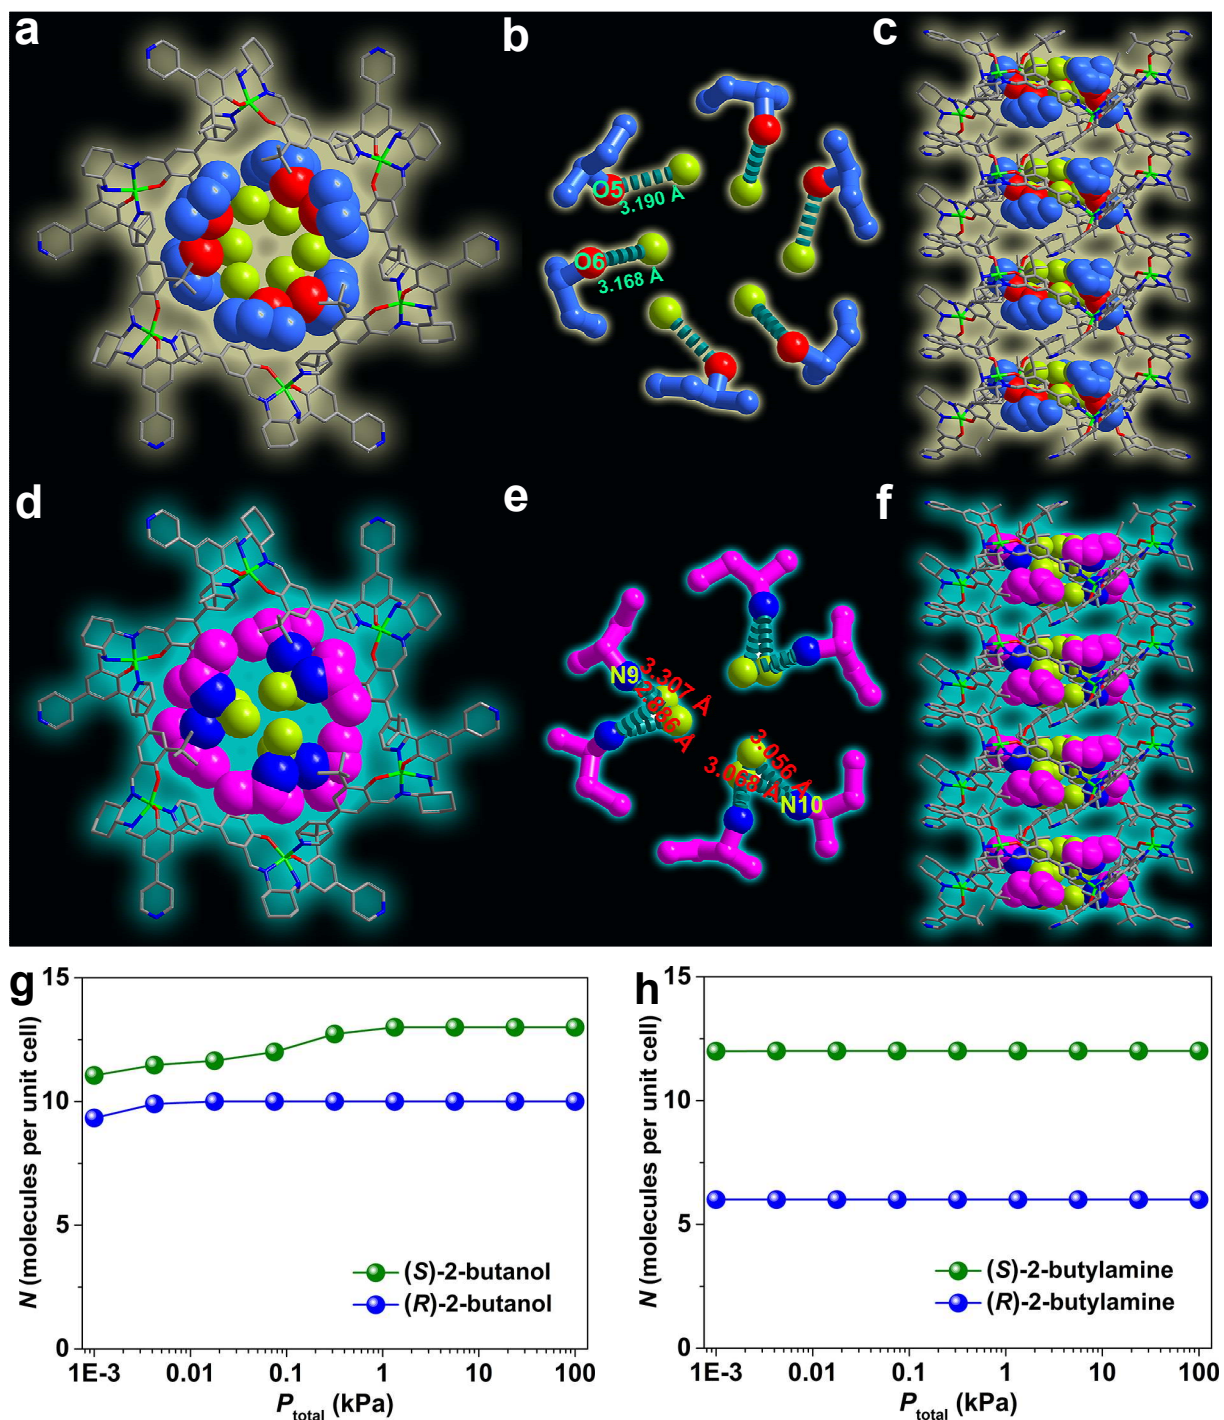 a
b
c
O5
3.190 Å
O6
3.168 Å
d
e
f
N9
3.307 Å
2.886 Å
3.056 Å
3.068 Å
N10
g
15
10
5
0
N (molecules per unit cell)
(S)-2-butanol
(R)-2-butanol
1E-3
0.01
0.1
1
10
100
P_total (kPa)
h
15
10
5
0
N (molecules per unit cell)
(S)-2-butylamine
(R)-2-butylamine
1E-3
0.01
0.1
1
10
100
P_total (kPa)